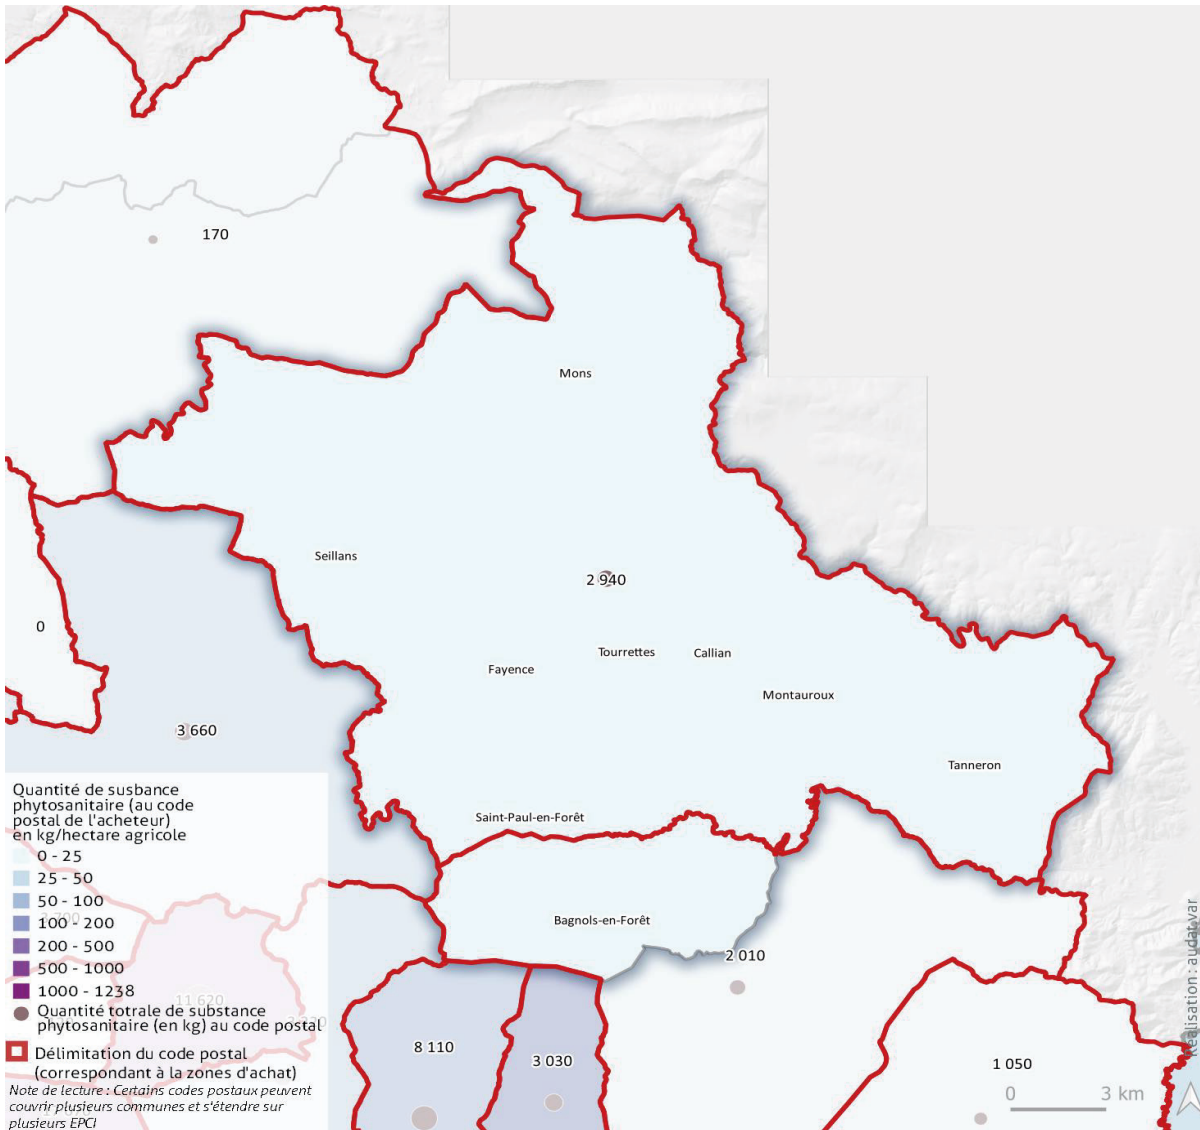 170
Mons
Seillans
2 940
0
Tourrettes
Callian
Fayence
Montauroux
3 660
Tanneron
Saint-Paul-en-Forêt
Bagnols-en-Forêt
2 010
8 110
3 030
1 050
Quantité de susbance
phytosanitaire (au code
postal de l'acheteur)
en kg/hectare agricole
0 - 25
25 - 50
50 - 100
100 - 200
200 - 500
500 - 1000
1000 - 1238
11 620
Quantité totrale de substance
phytosanitaire (en kg) au code postal
Délimitation du code postal
(correspondant à la zones d'achat)
Note de lecture : Certains codes postaux peuvent
couvrir plusieurs communes et s'étendre sur
plusieurs EPCI
0 3 km
Réalisation : audat.var